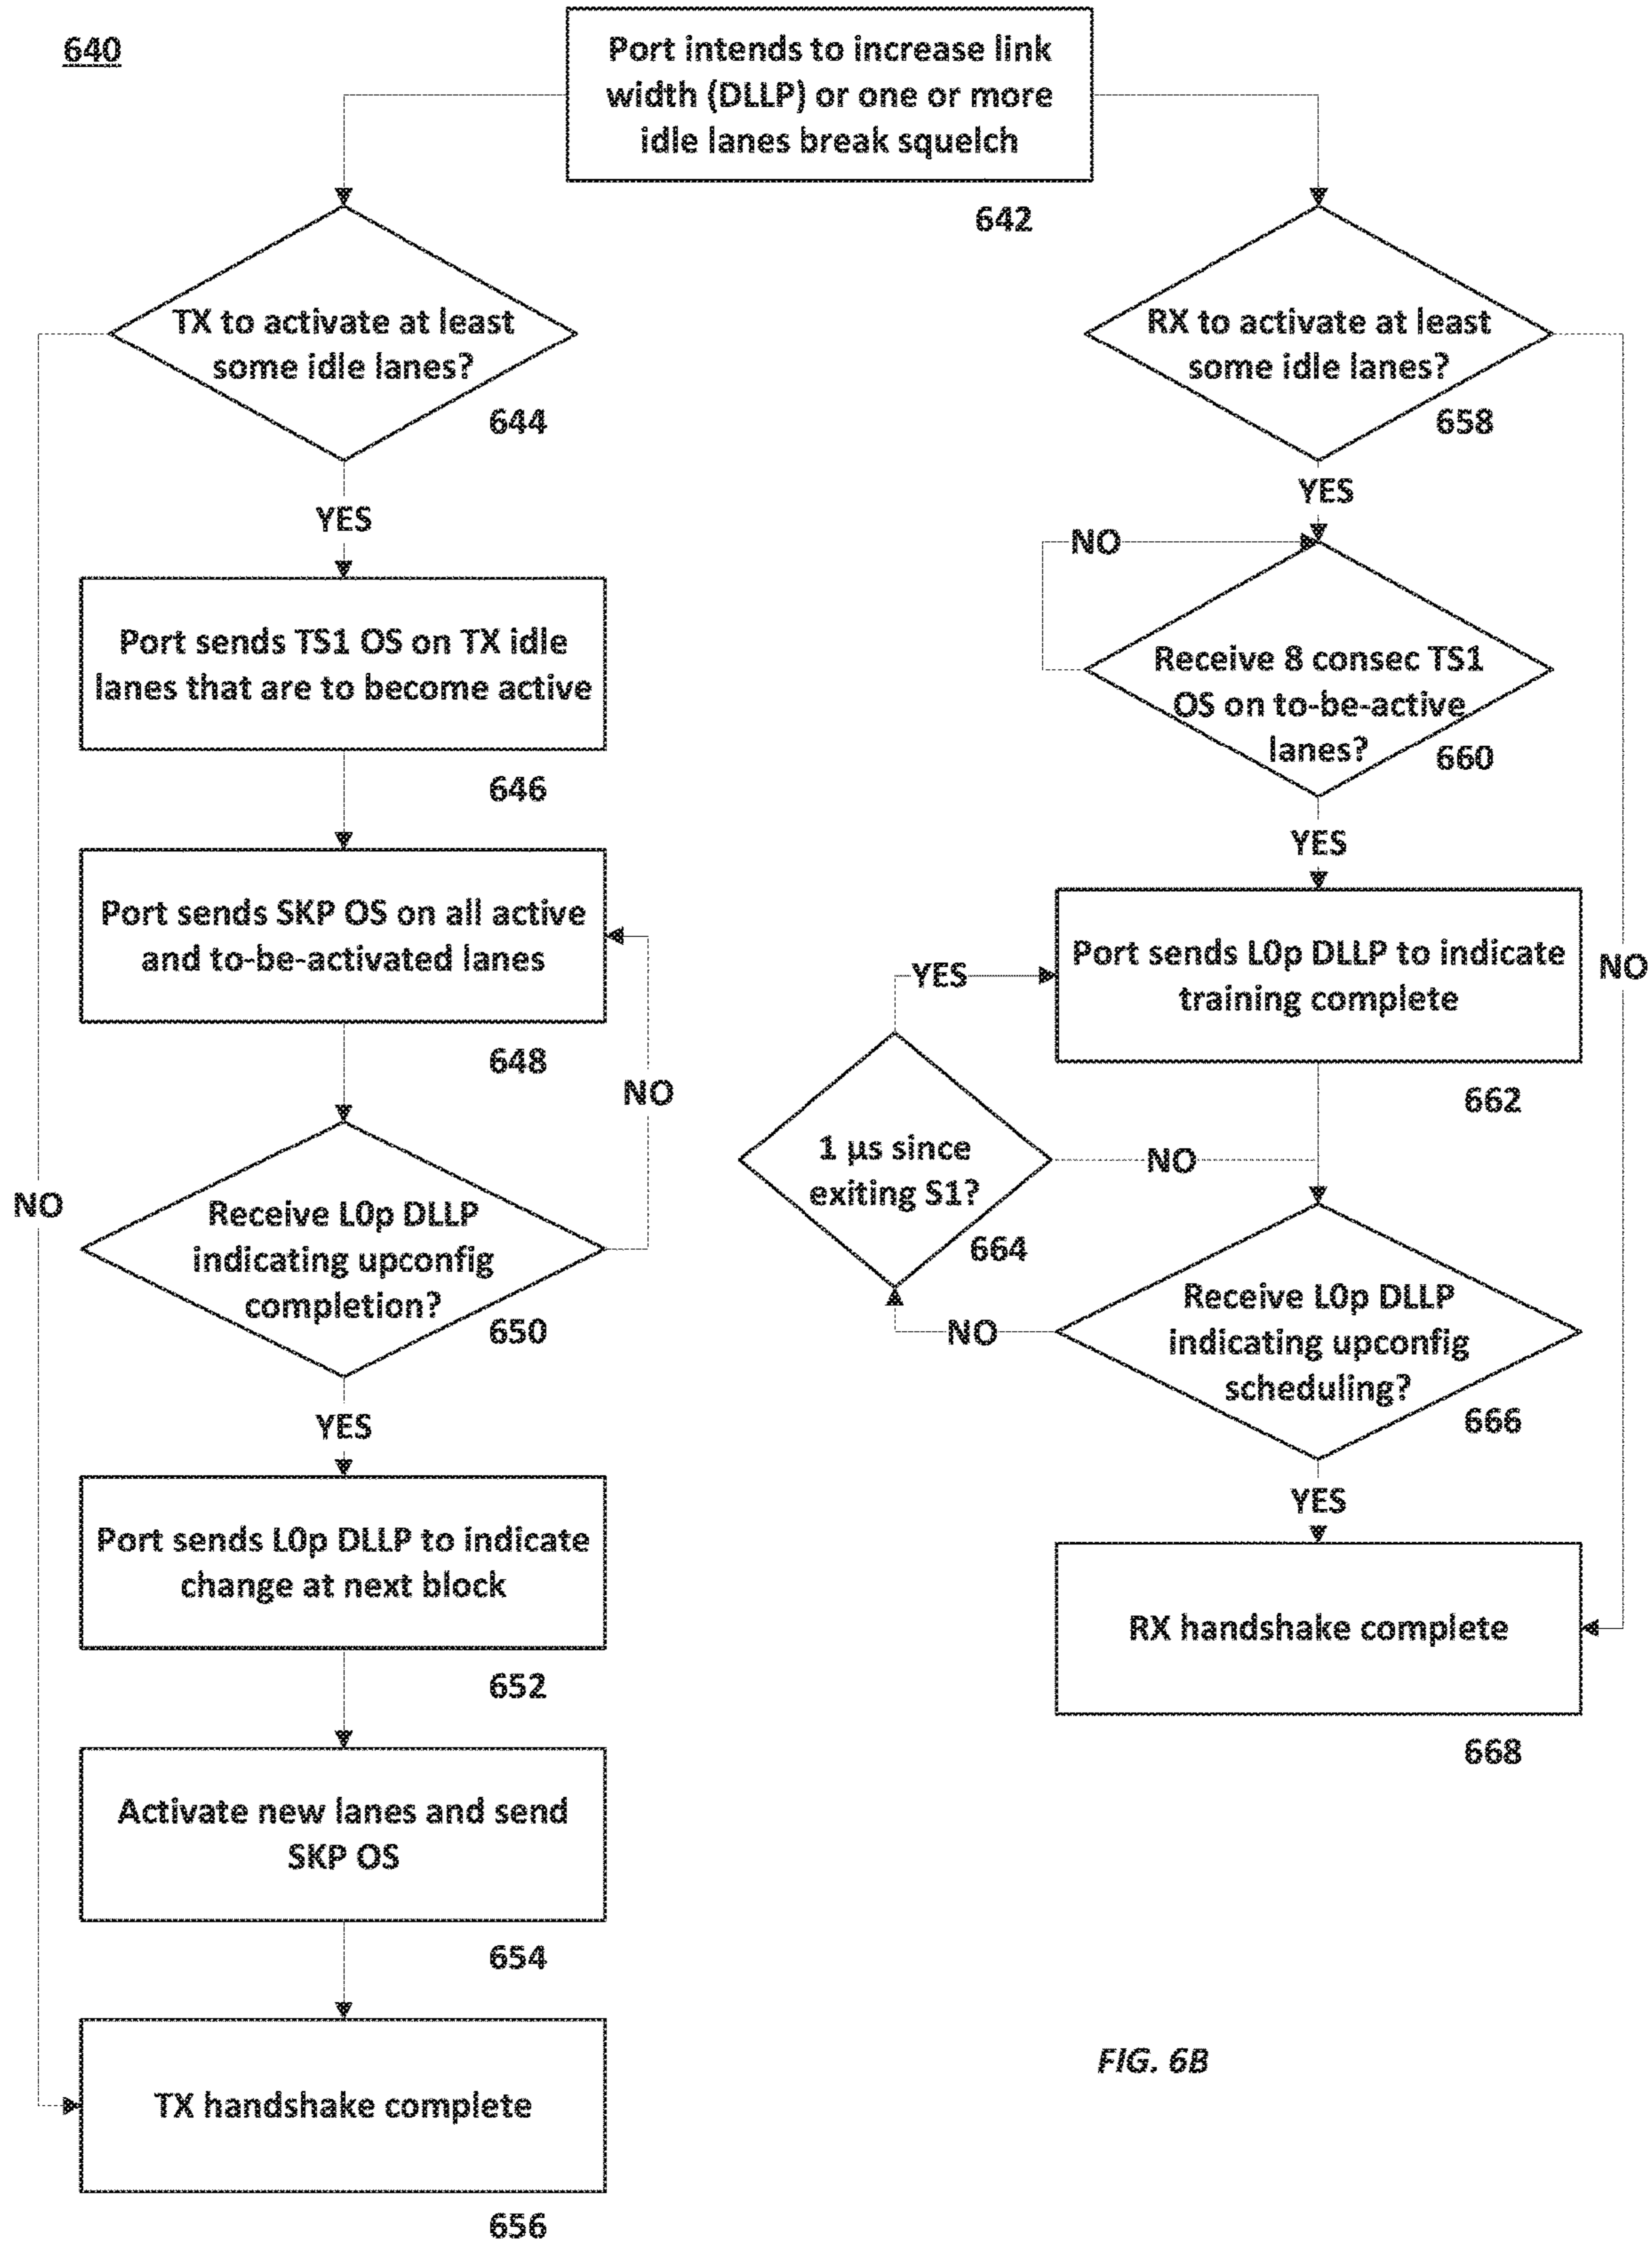 640
Port intends to increase link
width (DLLP) or one or more
idle lanes break squelch
642
TX to activate at least
some idle lanes?
644
YES
NO
Port sends TS1 OS on TX idle
lanes that are to become active
646
Port sends SKP OS on all active
and to-be-activated lanes
648
NO
Receive L0p DLLP
indicating upconfig
completion?
650
YES
Port sends L0p DLLP to indicate
change at next block
652
Activate new lanes and send
SKP OS
654
TX handshake complete
656
RX to activate at least
some idle lanes?
658
YES
NO
NO
Receive 8 consec TS1
OS on to-be-active
lanes?
660
YES
Port sends L0p DLLP to indicate
training complete
662
YES
1 µs since
exiting S1?
664
NO
NO
Receive L0p DLLP
indicating upconfig
scheduling?
666
YES
RX handshake complete
668
FIG. 6B